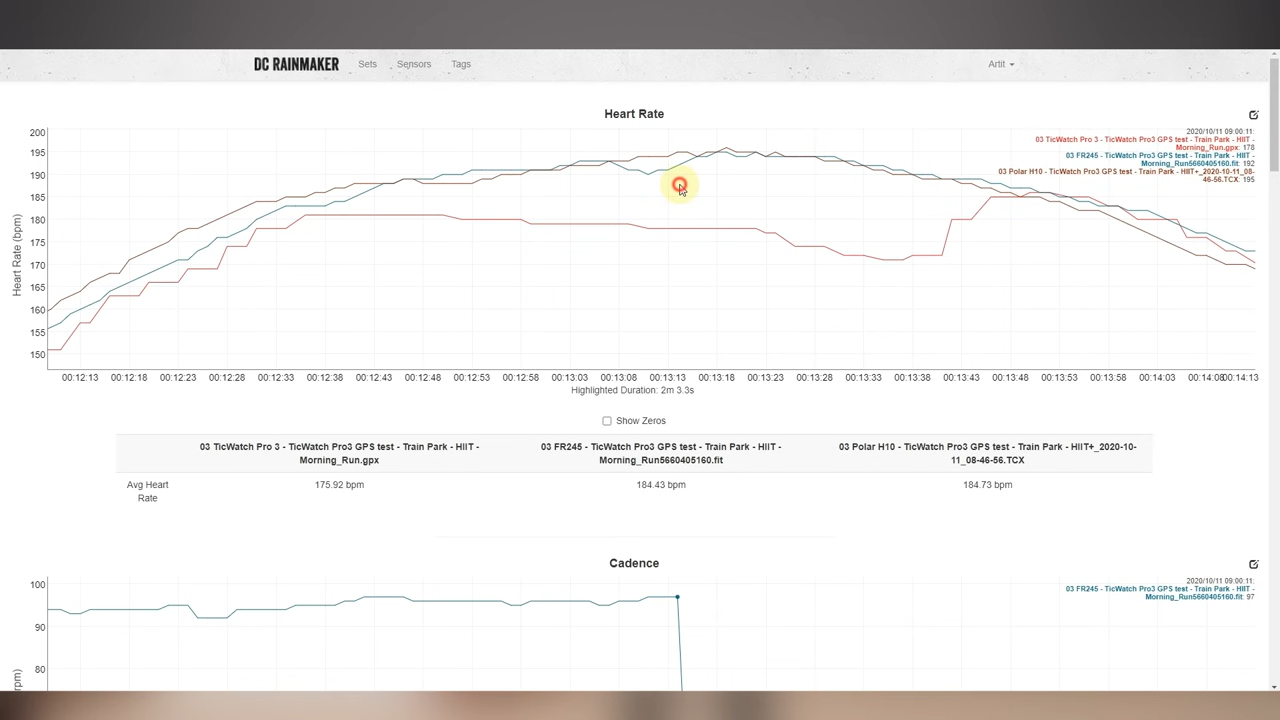 DC RAINMAKER Sets Sensors Tags Artit
Heart Rate
2020/10/11 09:00:11:
03 TicWatch Pro 3 - TicWatch Pro3 GPS test - Train Park - HIIT -
Morning_Run.gpx: 178
03 FR245 - TicWatch Pro3 GPS test - Train Park - HIIT -
Morning_Run5660405160.fit: 192
03 Polar H10 - TicWatch Pro3 GPS test - Train Park - HIIT+_2020-10-11_08-
46-56.TCX: 195
200
195
190
185
180
175
170
165
160
155
150
Heart Rate (bpm)
00:12:13 00:12:18 00:12:23 00:12:28 00:12:33 00:12:38 00:12:43 00:12:48 00:12:53 00:12:58 00:13:03 00:13:08 00:13:13 00:13:18 00:13:23 00:13:28 00:13:33 00:13:38 00:13:43 00:13:48 00:13:53 00:13:58 00:14:03 00:14:08 00:14:13
Highlighted Duration: 2m 3.3s
Show Zeros
03 TicWatch Pro 3 - TicWatch Pro3 GPS test - Train Park - HIIT -
Morning_Run.gpx
03 FR245 - TicWatch Pro3 GPS test - Train Park - HIIT -
Morning_Run5660405160.fit
03 Polar H10 - TicWatch Pro3 GPS test - Train Park - HIIT+_2020-10-
11_08-46-56.TCX
Avg Heart
Rate
175.92 bpm 184.43 bpm 184.73 bpm
Cadence
2020/10/11 09:00:11:
03 FR245 - TicWatch Pro3 GPS test - Train Park - HIIT -
Morning_Run5660405160.fit: 97
100
90
80
rpm)